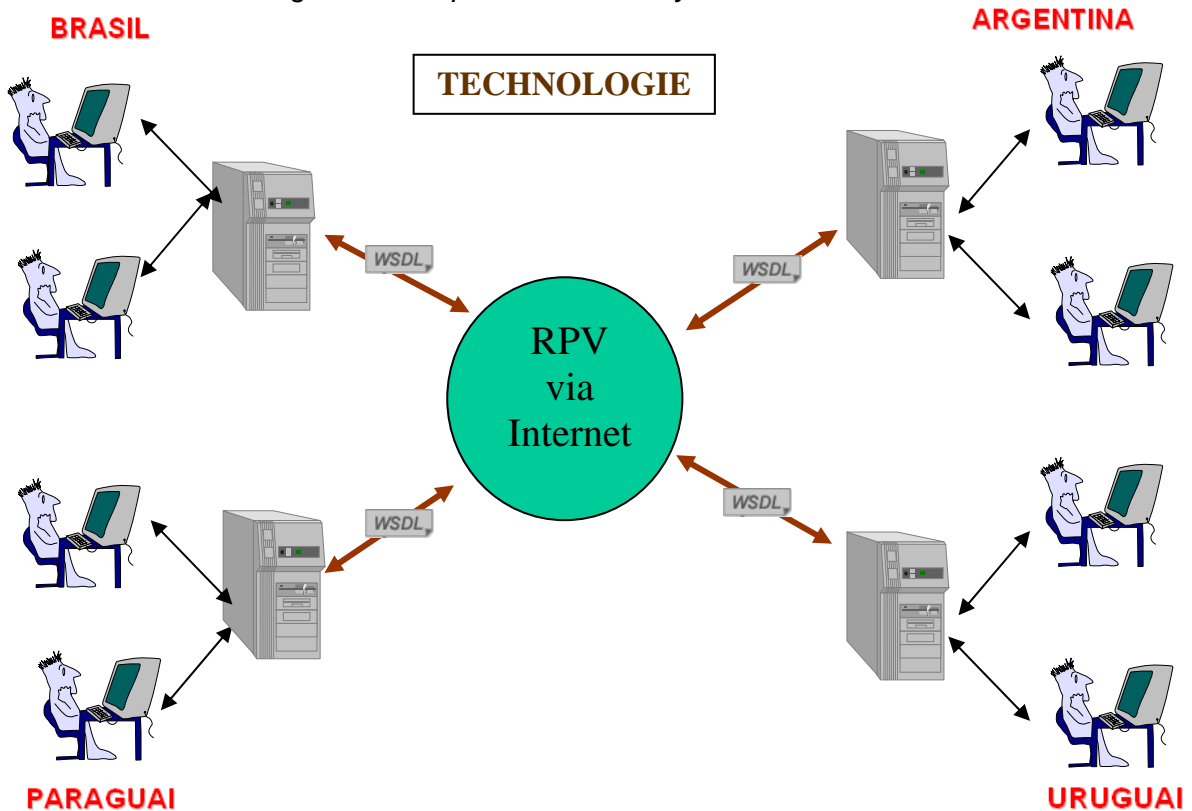 BRASIL
ARGENTINA
TECHNOLOGIE
WSDL
WSDL
RPV
via
Internet
WSDL
WSDL
PARAGUAI
URUGUAI